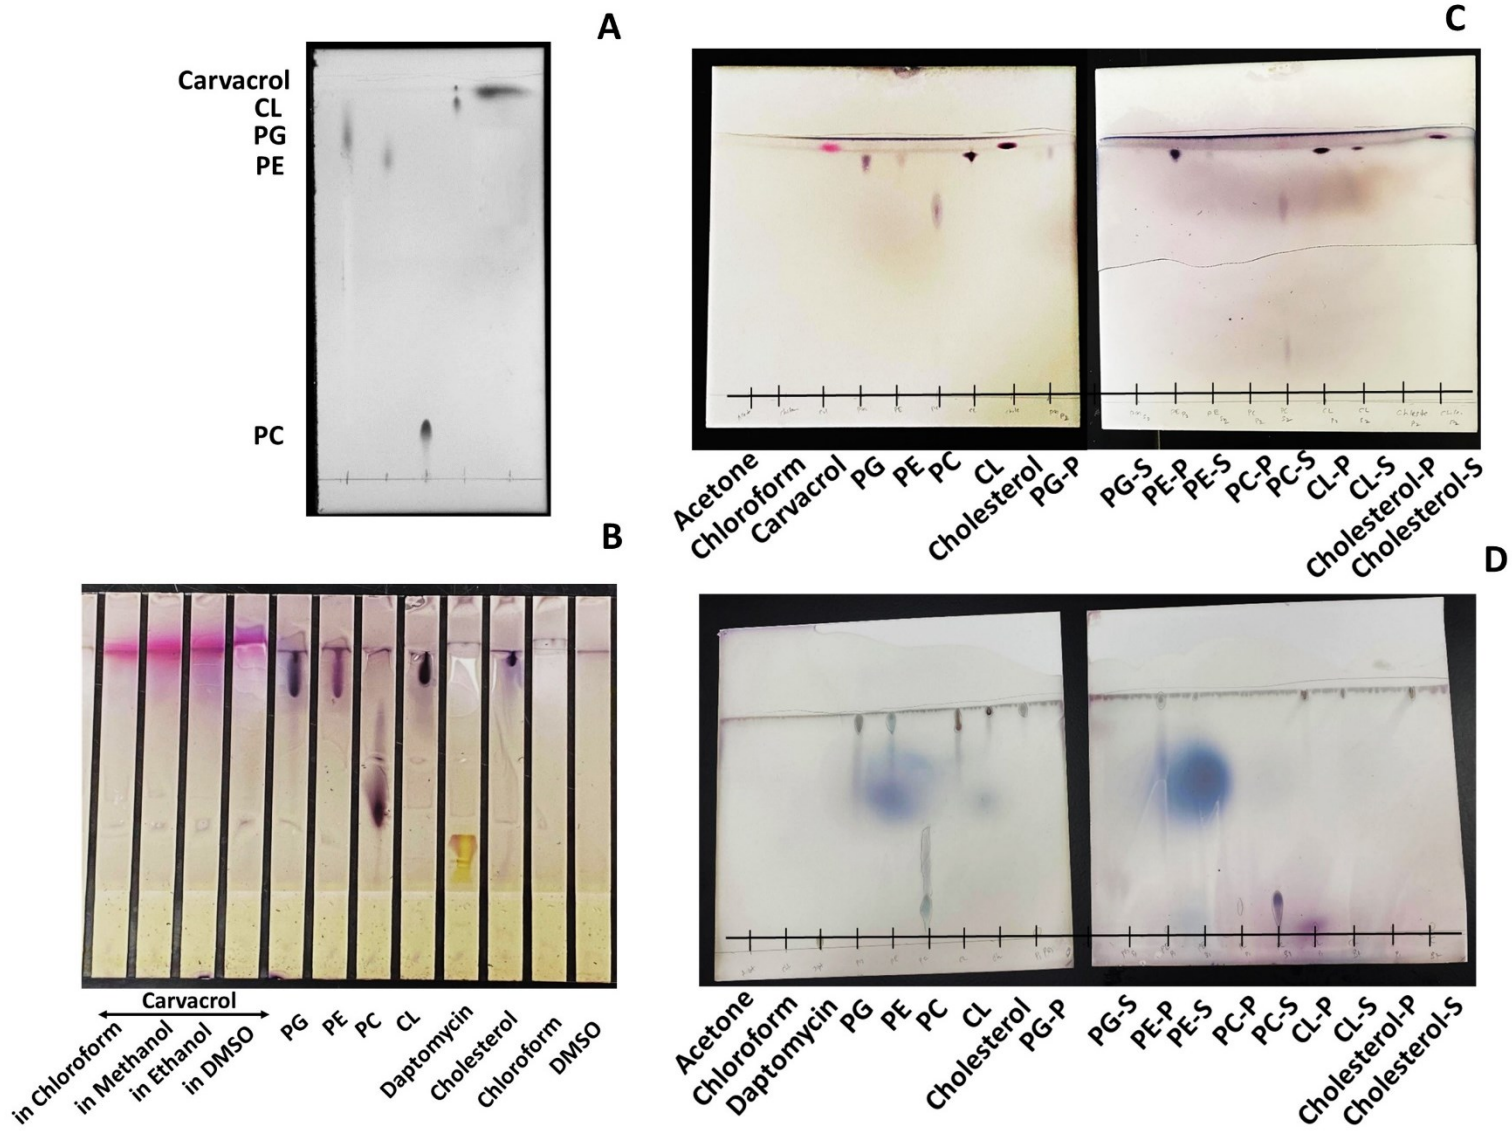 A
Carvacrol
CL
PG
PE
PC
B
Carvacrol
in Chloroform
in Methanol
in Ethanol
in DMSO
PG
PE
PC
CL
Daptomycin
Cholesterol
Chloroform
DMSO
C
Acetone
Chloroform
Carvacrol
PG
PE
PC
CL
Cholesterol
PG-P
PG-S
PE-P
PE-S
PC-P
PC-S
CL-P
CL-S
Cholesterol-P
Cholesterol-S
D
Acetone
Chloroform
Daptomycin
PG
PE
PC
CL
Cholesterol
PG-P
PG-S
PE-P
PE-S
PC-P
PC-S
CL-P
CL-S
Cholesterol-P
Cholesterol-S